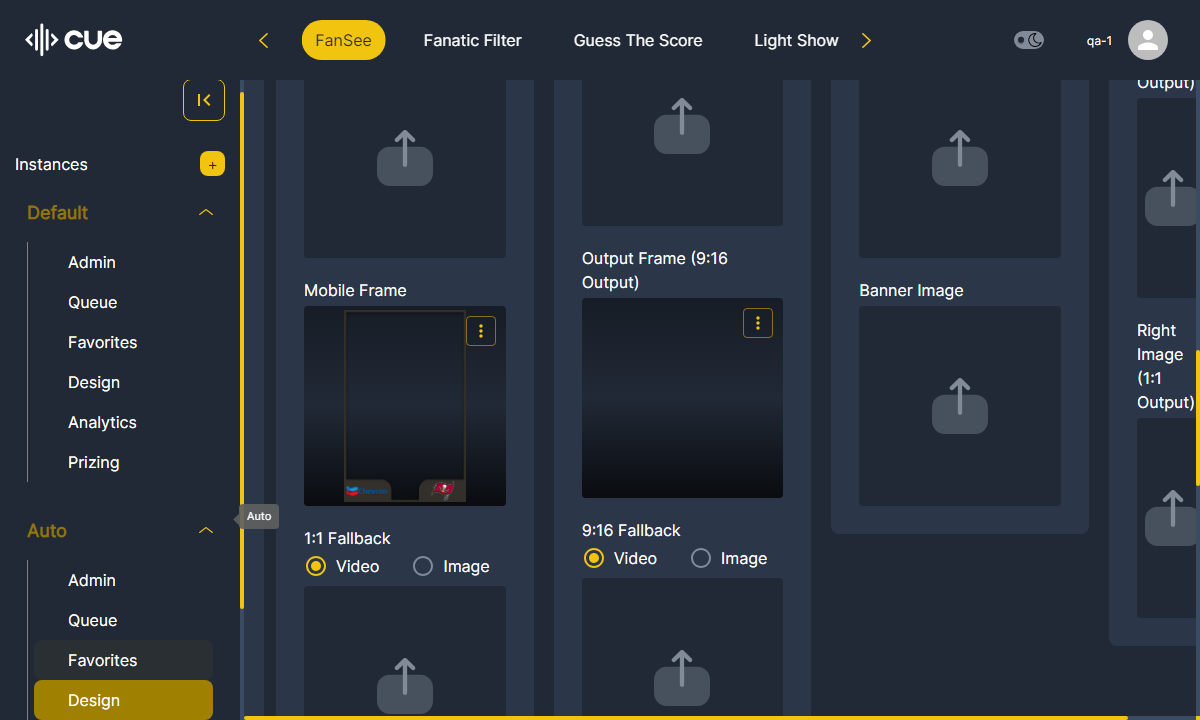 cue
FanSee
Fanatic Filter
Guess The Score
Light Show
qa-1
Instances
+
Default
Admin
Queue
Favorites
Design
Analytics
Prizing
Auto
Admin
Queue
Favorites
Design
Auto
Mobile Frame
1:1 Fallback
Video
Image
Output Frame (9:16
Output)
9:16 Fallback
Video
Image
Banner Image
Output)
Right
Image
(1:1
Output)